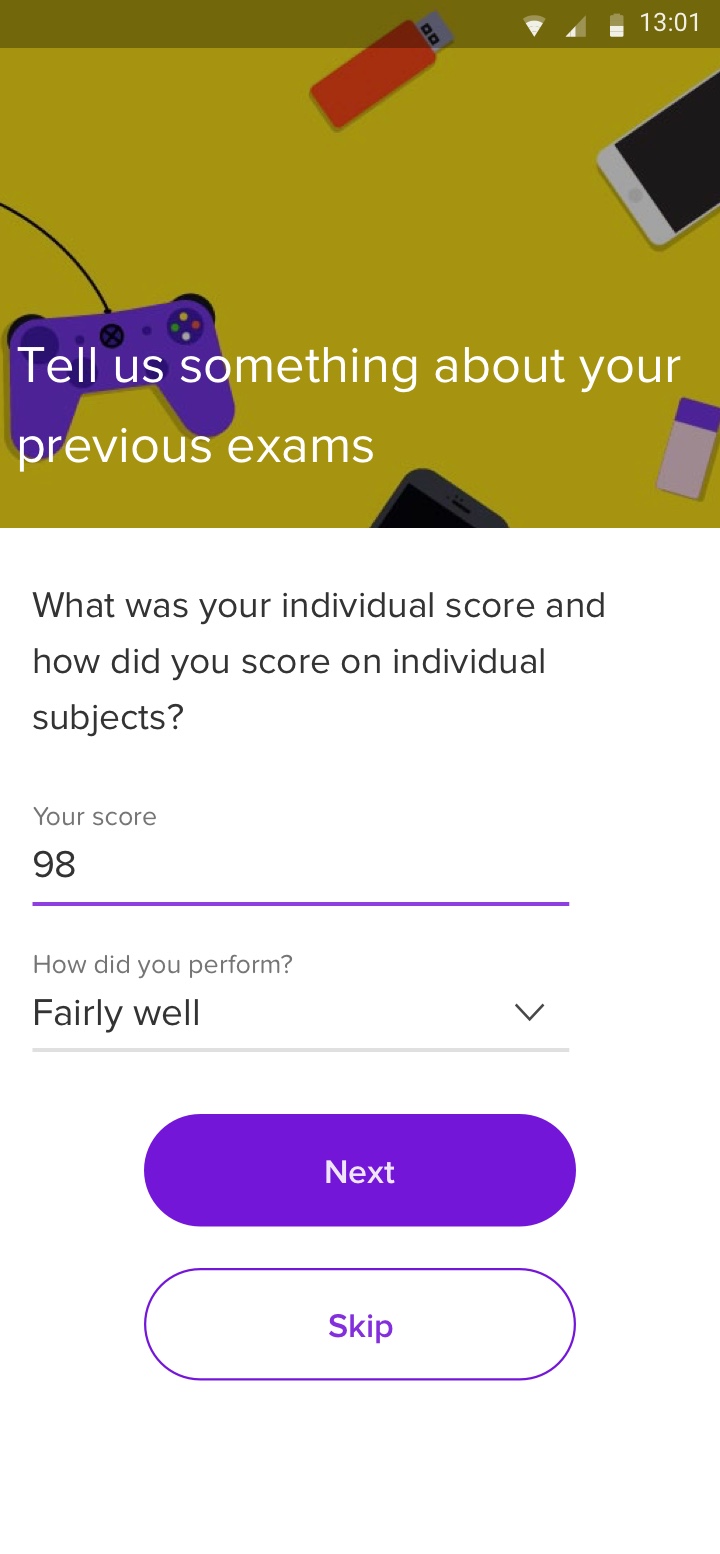 13:01
Tell us something about your
previous exams
What was your individual score and
how did you score on individual
subjects?
Your score
98
How did you perform?
Fairly well
Next
Skip